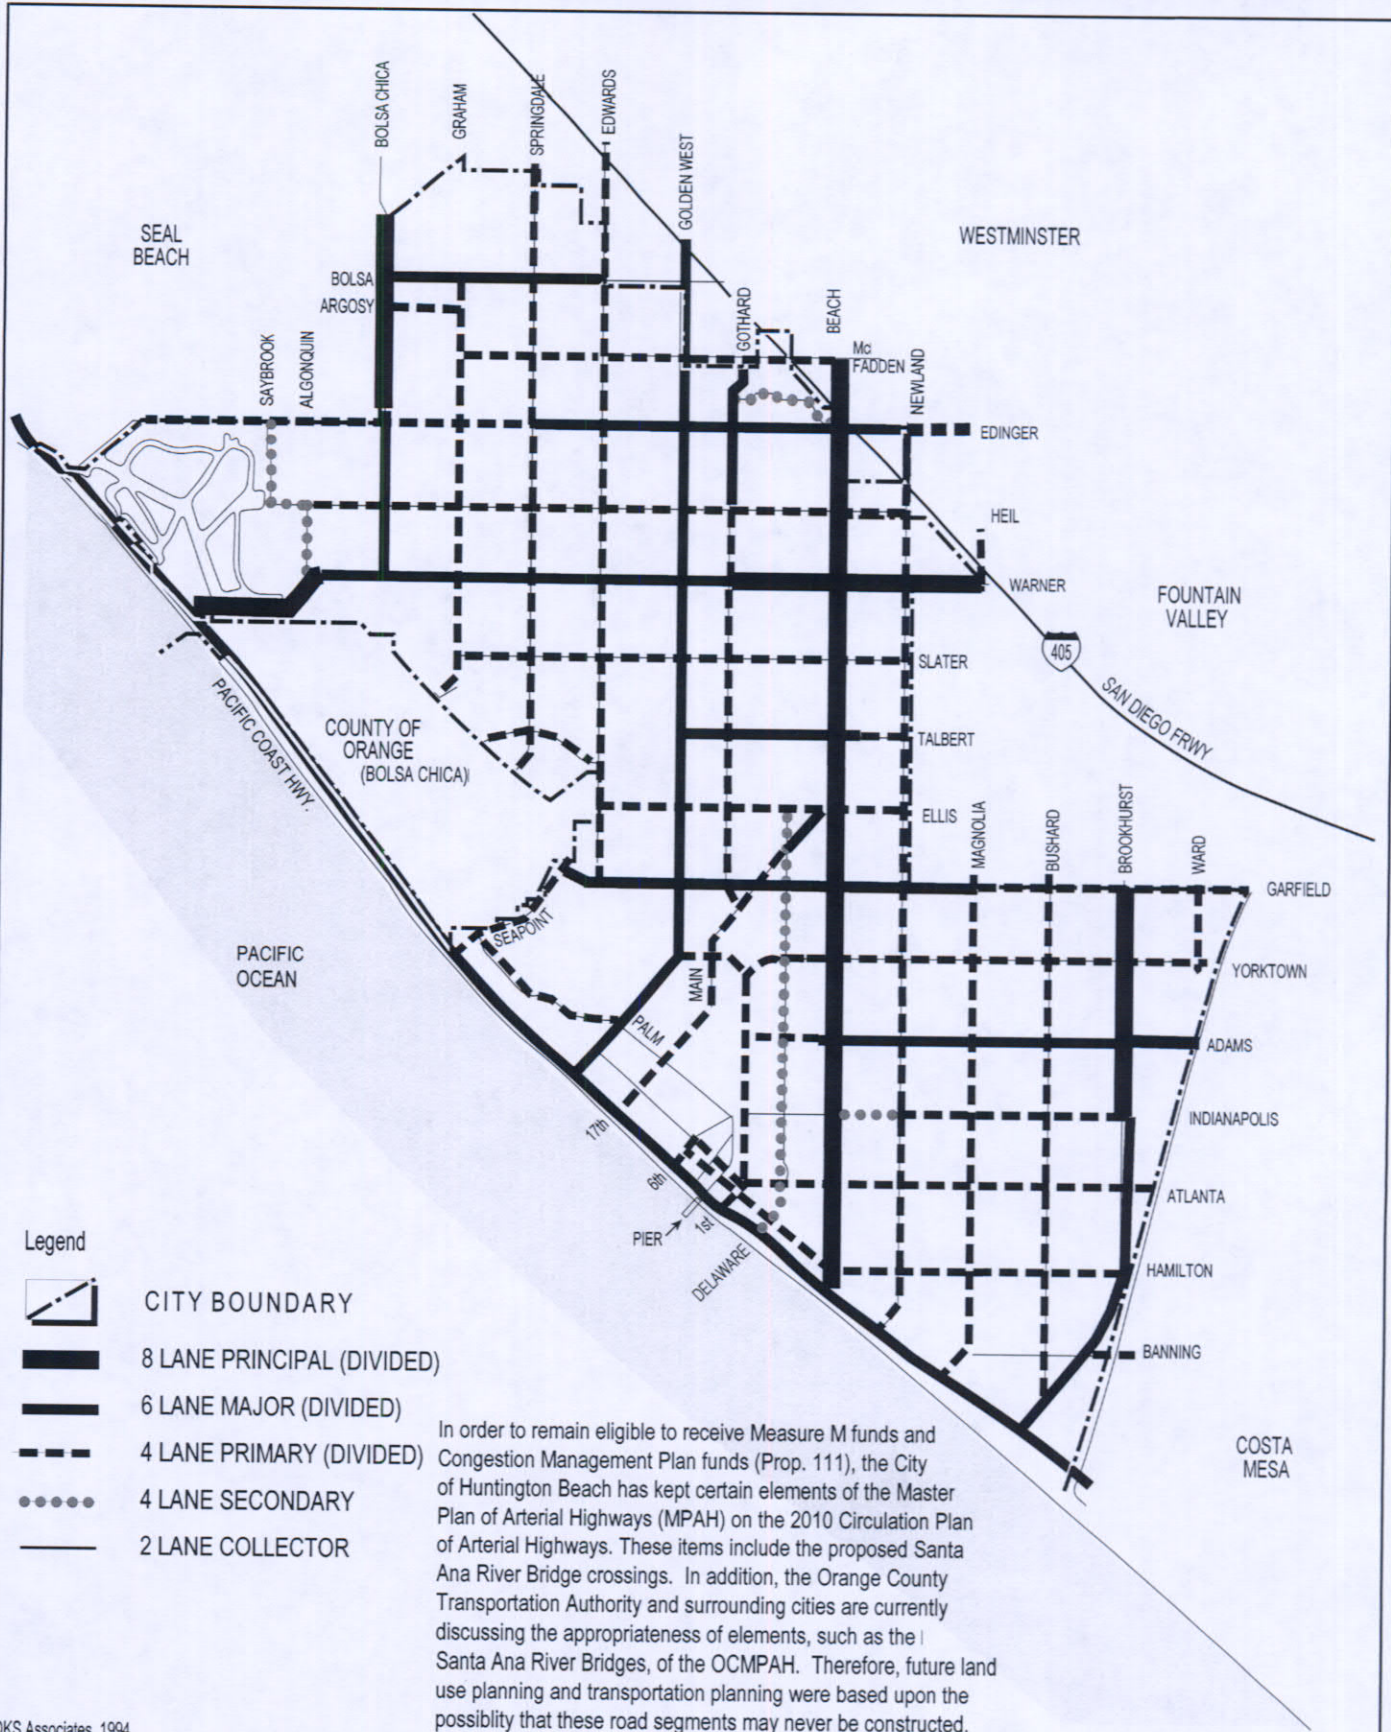 BOLSA CHICA
GRAHAM
SPRINGDALE
EDWARDS
GOLDEN WEST
SEAL
BEACH
WESTMINSTER
BOLSA
ARGOSY
SAYBROOK
ALGONQUIN
GOTHARD
BEACH
Mc
FADDEN
NEWLAND
EDINGER
HEIL
WARNER
FOUNTAIN
VALLEY
405
SLATER
SAN DIEGO FRWY
PACIFIC COAST HWY.
COUNTY OF
ORANGE
(BOLSA CHICA)
TALBERT
ELLIS
MAGNOLIA
BUSHARD
BROOKHURST
WARD
GARFIELD
SEAPOINT
PACIFIC
OCEAN
MAIN
YORKTOWN
PALM
ADAMS
INDIANAPOLIS
17th
6th
ATLANTA
PIER
1st
DELAWARE
HAMILTON
BANNING
COSTA
MESA
Legend
CITY BOUNDARY
8 LANE PRINCIPAL (DIVIDED)
6 LANE MAJOR (DIVIDED)
4 LANE PRIMARY (DIVIDED)
4 LANE SECONDARY
2 LANE COLLECTOR
In order to remain eligible to receive Measure M funds and
Congestion Management Plan funds (Prop. 111), the City
of Huntington Beach has kept certain elements of the Master
Plan of Arterial Highways (MPAH) on the 2010 Circulation Plan
of Arterial Highways. These items include the proposed Santa
Ana River Bridge crossings. In addition, the Orange County
Transportation Authority and surrounding cities are currently
discussing the appropriateness of elements, such as the
Santa Ana River Bridges, of the OCMPAH. Therefore, future land
use planning and transportation planning were based upon the
possiblity that these road segments may never be constructed.
DKS Associates, 1994